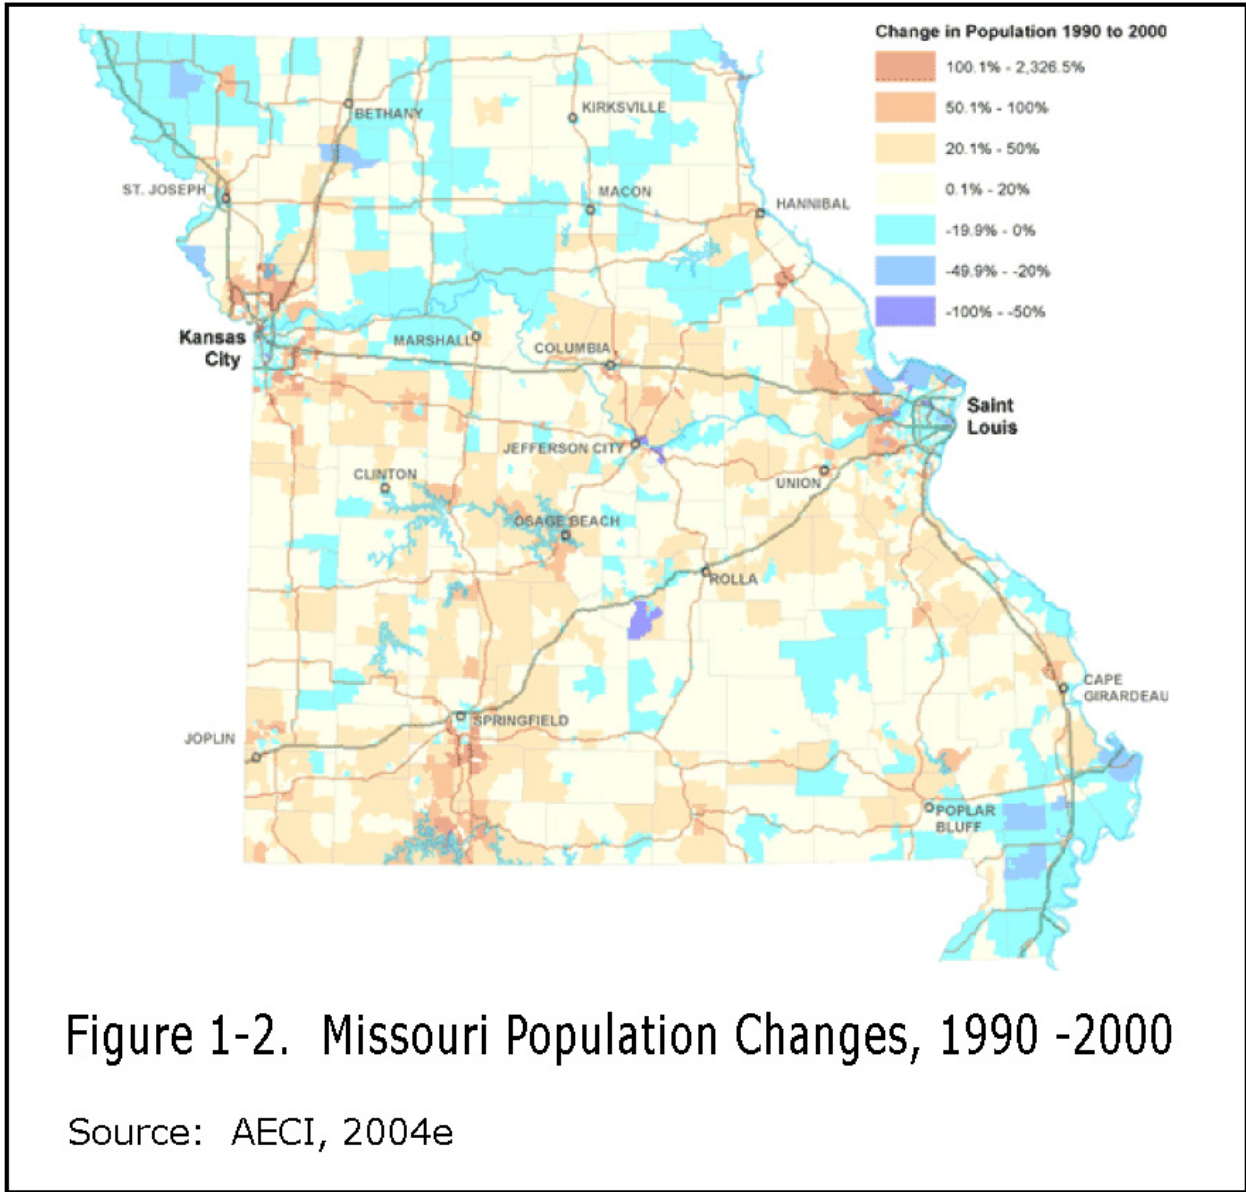 Change in Population 1990 to 2000
100.1% - 2,326.5%
50.1% - 100%
20.1% - 50%
0.1% - 20%
-19.9% - 0%
-49.9% - -20%
-100% - -50%
BETHANY
KIRKSVILLE
ST. JOSEPH
MACON
HANNIBAL
Kansas
City
MARSHALL
COLUMBIA
Saint
Louis
JEFFERSON CITY
CLINTON
UNION
OSAGE BEACH
ROLLA
CAPE
GIRARDEAU
SPRINGFIELD
JOPLIN
POPLAR
BLUFF
Figure 1-2. Missouri Population Changes, 1990 -2000
Source: AECI, 2004e